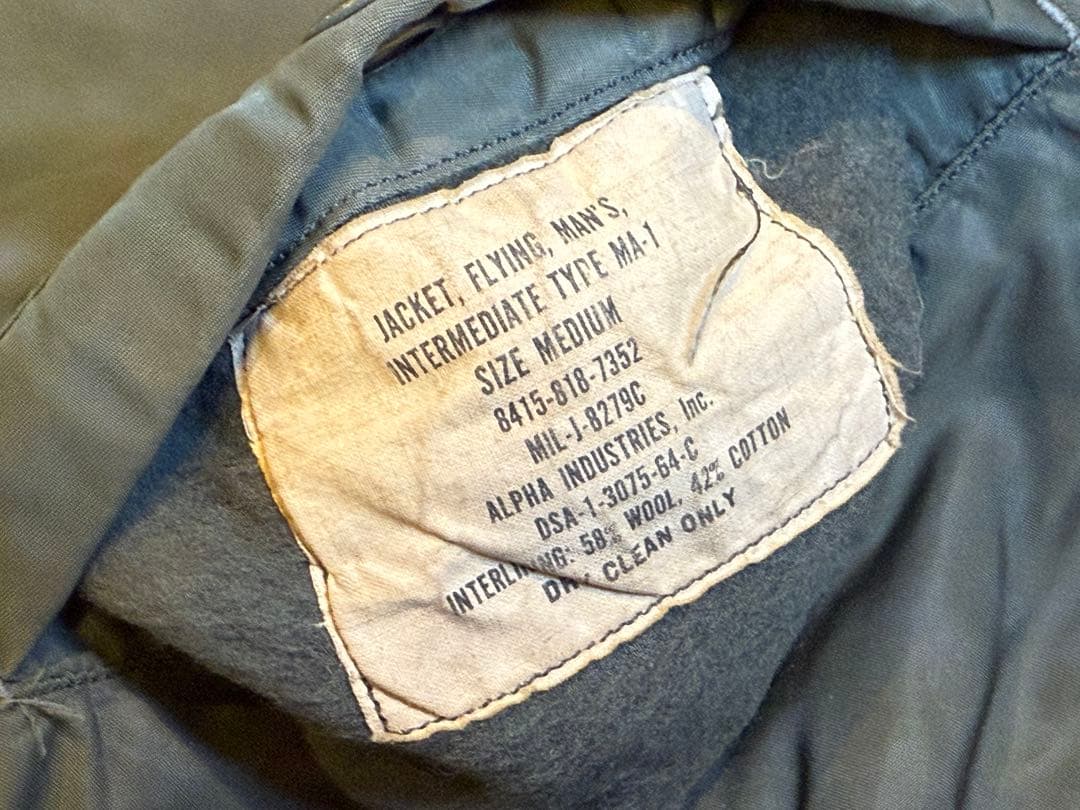 JACKET, FLYING, MAN'S,
INTERMEDIATE TYPE MA-1
SIZE MEDIUM
8415-818-7352
MIL-J-8279C
ALPHA INDUSTRIES, Inc.
DSA-1-3075-64-C
INTERLINING: 58% WOOL, 42% COTTON
DRY CLEAN ONLY